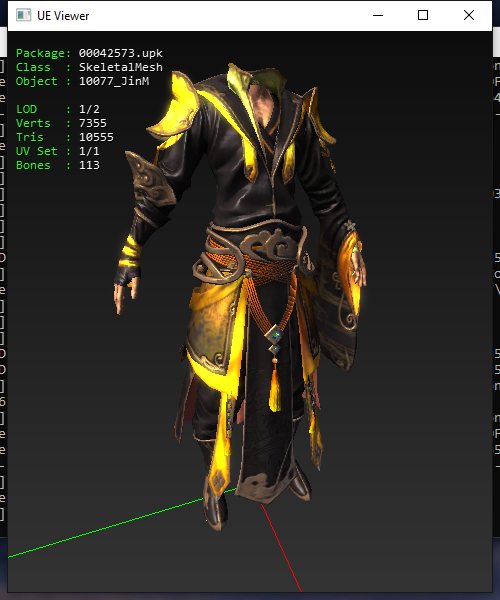 UE Viewer
Package: 00042573.upk
Class : SkeletalMesh
Object : 10077_JinM
LOD : 1/2
Verts : 7355
Tris : 10555
UV Set : 1/1
Bones : 113